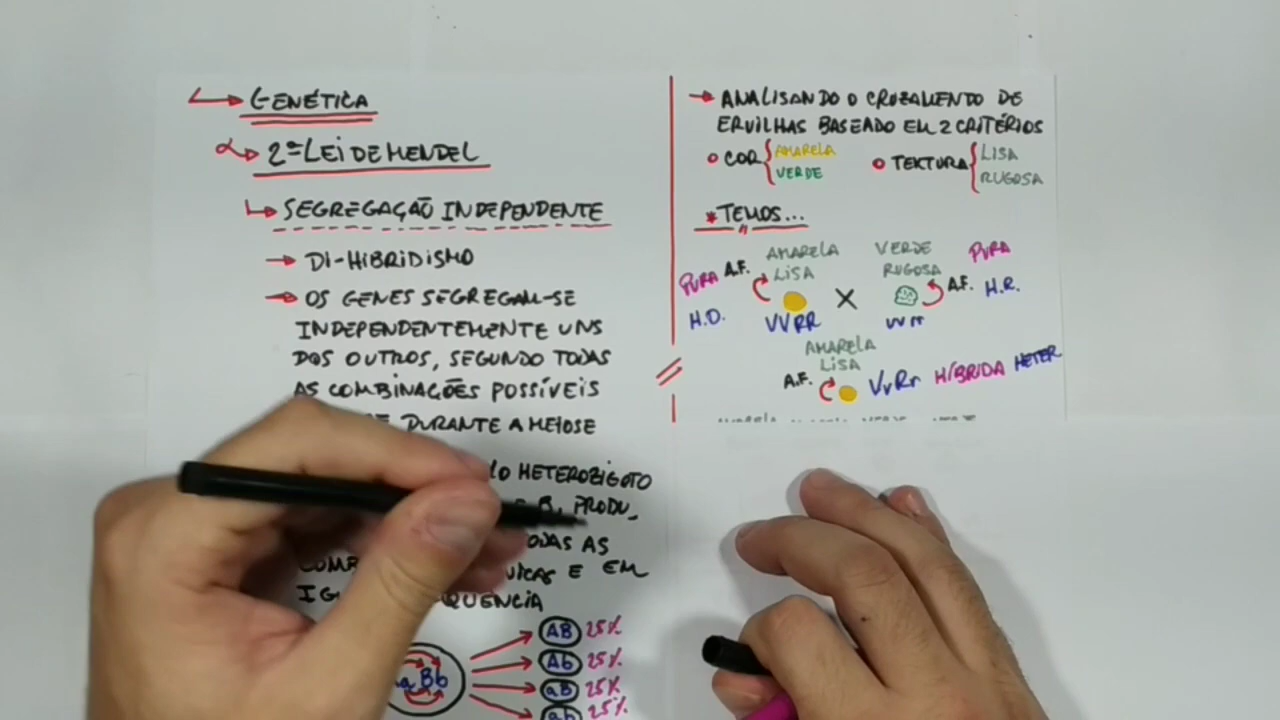 GENÉTICA
2ª LEI DE MENDEL
SEGREGAÇÃO INDEPENDENTE
DI-HIBRIDISMO
OS GENES SEGREGAM-SE
INDEPENDENTEMENTE UNS
DOS OUTROS, SEGUNDO TODAS
AS COMBINAÇÕES POSSÍVEIS
DURANTE A MEIOSE
HETEROZIGOTO
B, PRODU-
AS
E EM
AB 25%
Ab 25%
aB 25%
ab 25%
Bb
ANALISANDO O CRUZAMENTO DE
ERVILHAS BASEADO EM 2 CRITÉRIOS
COR AMARELA
VERDE
TEXTURA LISA
RUGOSA
*TEMOS...
PURA A.F. AMARELA
LISA
H.D. VVRR
X
VERDE
RUGOSA A.F. PURA
H.R.
vvrr
AMARELA
LISA
A.F. VvRr HÍBRIDA HETER